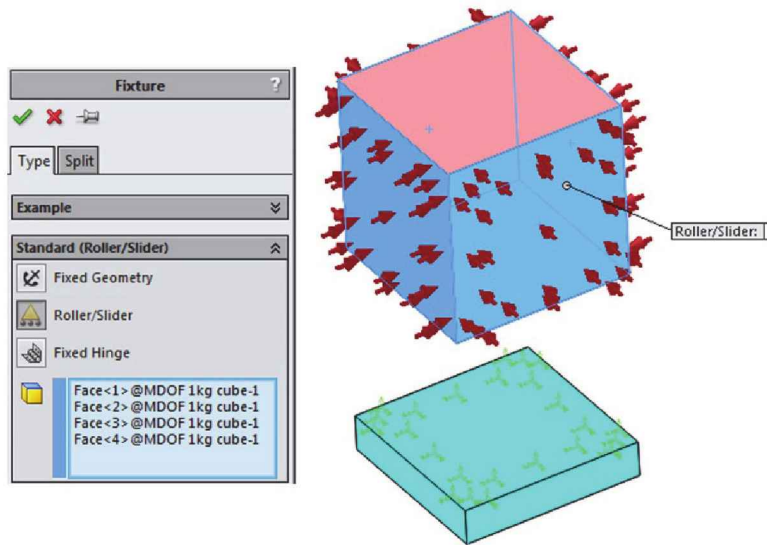 Fixture ?
Type Split
Example
Standard (Roller/Slider)
Fixed Geometry
Roller/Slider
Fixed Hinge
Face<1>@MDOF 1kg cube-1
Face<2>@MDOF 1kg cube-1
Face<3>@MDOF 1kg cube-1
Face<4>@MDOF 1kg cube-1
Roller/Slider: